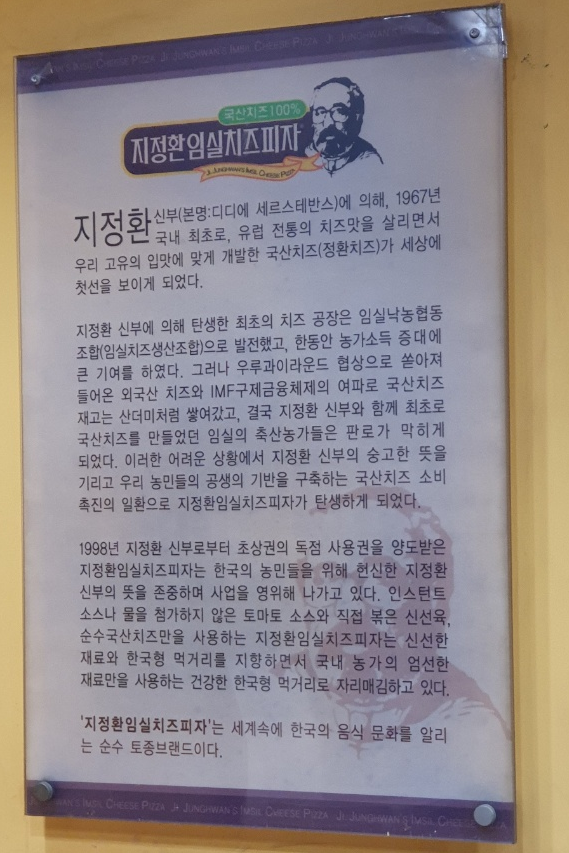 JI JUNGHWAN'S IMSIL CHEESE PIZZA JI JUNGHWAN'S IMSIL CHEESE PIZZA
국산치즈100%
지정환임실치즈피자
JI JUNGHWAN'S IMSIL CHEESE PIZZA
지정환 신부(본명:디디에 세르스테반스)에 의해, 1967년
국내 최초로, 유럽 전통의 치즈맛을 살리면서
우리 고유의 입맛에 맞게 개발한 국산치즈(정환치즈)가 세상에
첫선을 보이게 되었다.
지정환 신부에 의해 탄생한 최초의 치즈 공장은 임실낙농협동
조합(임실치즈생산조합)으로 발전했고, 한동안 농가소득 증대에
큰 기여를 하였다. 그러나 우루과이라운드 협상으로 쏟아져
들어온 외국산 치즈와 IMF구제금융체제의 여파로 국산치즈
재고는 산더미처럼 쌓여갔고, 결국 지정환 신부와 함께 최초로
국산치즈를 만들었던 임실의 축산농가들은 판로가 막히게
되었다. 이러한 어려운 상황에서 지정환 신부의 숭고한 뜻을
기리고 우리 농민들의 공생의 기반을 구축하는 국산치즈 소비
촉진의 일환으로 지정환임실치즈피자가 탄생하게 되었다.
1998년 지정환 신부로부터 초상권의 독점 사용권을 양도받은
지정환임실치즈피자는 한국의 농민들을 위해 헌신한 지정환
신부의 뜻을 존중하며 사업을 영위해 나가고 있다. 인스턴트
소스나 물을 첨가하지 않은 토마토 소스와 직접 볶은 신선육,
순수국산치즈만을 사용하는 지정환임실치즈피자는 신선한
재료와 한국형 먹거리를 지향하면서 국내 농가의 엄선한
재료만을 사용하는 건강한 한국형 먹거리로 자리매김하고 있다.
'지정환임실치즈피자'는 세계속에 한국의 음식 문화를 알리
는 순수 토종브랜드이다.
JUNGHWAN'S IMSIL CHEESE PIZZA JI JUNGHWAN'S IMSIL CHEESE PIZZA JI JUNGHWAN'S IMSIL CHEESE PIZZA